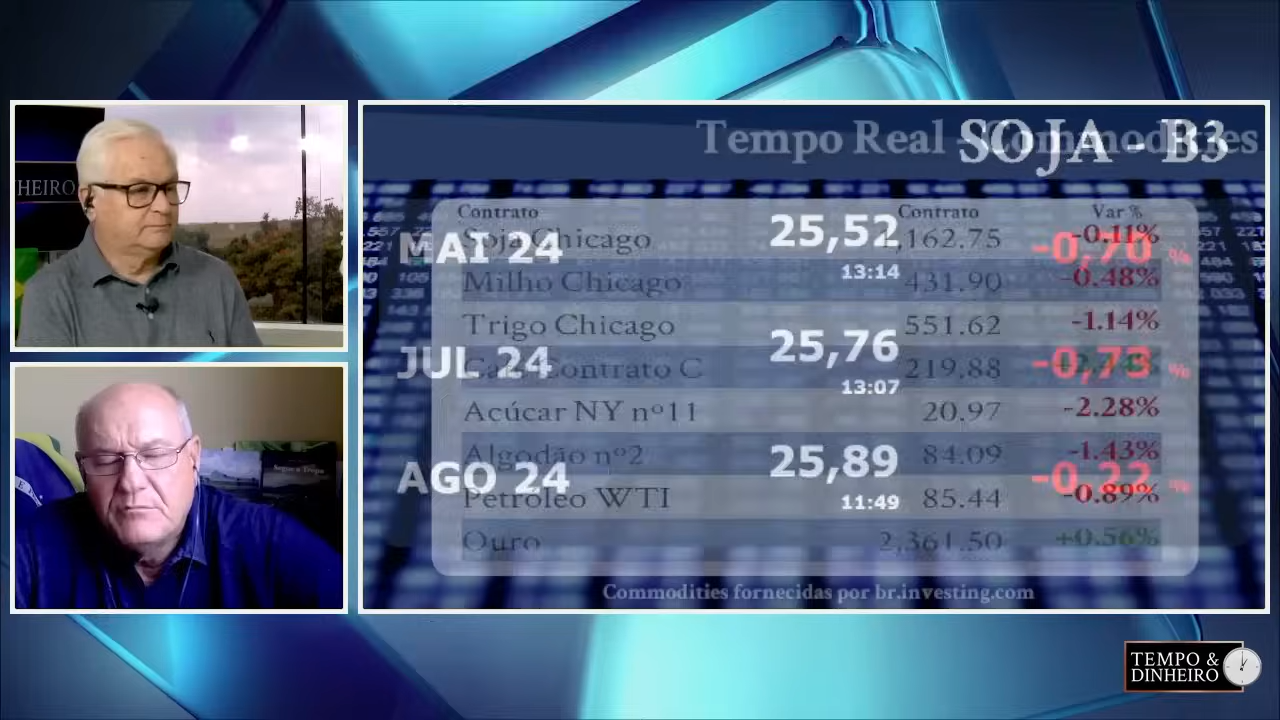 HEIRO
Tempo Real - Commodities
SOJA - B3
Contrato
Contrato
Var %
Soja Chicago
1,162.75
-0.11%
MAI 24
25,52
-0,70 %
13:14
Milho Chicago
431.90
-0.48%
Trigo Chicago
551.62
-1.14%
JUL 24
25,76
-0,73 %
13:07
Café Contrato C
219.88
Açúcar NY nº11
20.97
-2.28%
Algodão nº2
84.09
-1.43%
AGO 24
25,89
-0,22 %
11:49
Petróleo WTI
85.44
-0.89%
Ouro
2,361.50
+0.56%
Commodities fornecidas por br.investing.com
TEMPO &
DINHEIRO